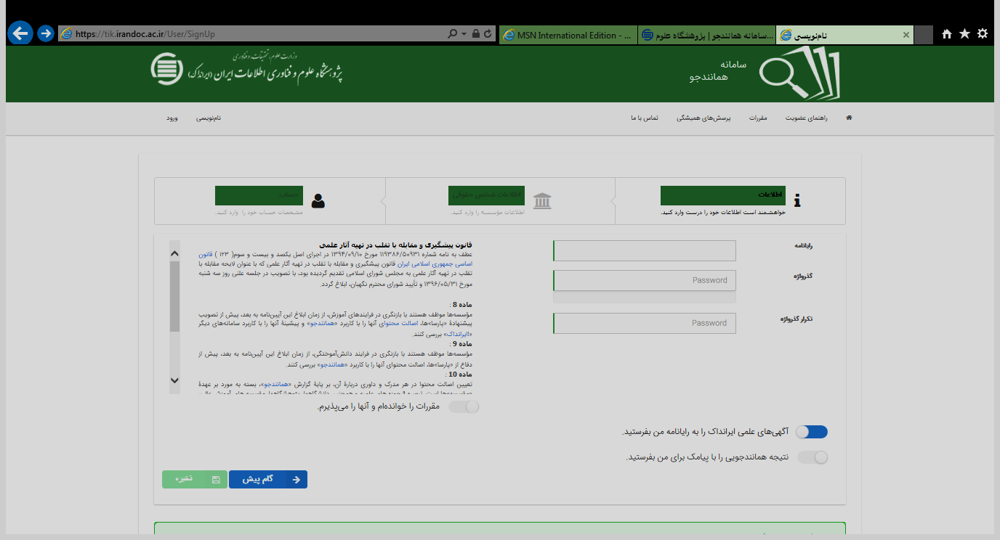 https://tik.irandoc.ac.ir/User/SignUp
MSN International Edition - ...
سامانه همانندجو | پژوهشگاه علوم...
نام‌نویسی
وزارت علوم، تحقیقات و فناوری
پژوهشگاه علوم و فناوری اطلاعات ایران (ایرانداک)
سامانه
همانندجو
راهنمای عضویت
مقررات
پرسش‌های همیشگی
تماس با ما
نام‌نویسی
ورود
اطلاعات
خواهشمند است اطلاعات خود را درست وارد کنید.
اطلاعات شخص حقوقی
اطلاعات مؤسسه را وارد کنید.
حساب
مشخصات حساب خود را وارد کنید.
رایانامه
گذرواژه
Password
تکرار گذرواژه
Password
قانون پیشگیری و مقابله با تقلب در تهیه آثار علمی
عطف به نامه شماره ۱۱۹۳۸۶/۵۰۹۳۱ مورخ ۱۳۹۴/۰۹/۱۰ در اجرای اصل یکصد و بیست و سوم( ۱۲۳ ) قانون
اساسی جمهوری اسلامی ایران قانون پیشگیری و مقابله با تقلب در تهیه آثار علمی که با عنوان لایحه مقابله با
تقلب در تهیه آثار علمی به مجلس شورای اسلامی تقدیم گردیده بود، با تصویب در جلسه علنی روز سه شنبه
مورخ ۱۳۹۶/۰۵/۳۱ و تأیید شورای محترم نگهبان، ابلاغ گردد.
ماده 8 :
مؤسسه‌ها موظف هستند با بازنگری در فرایندهای آموزش، از زمان ابلاغ این آیین‌نامه به بعد، پیش از تصویب
پیشنهادهٔ «پارسا»ها، اصالت محتوای آنها را با کاربرد «همانندجو» و پیشینهٔ آنها را با کاربرد سامانه‌های دیگر
«ایرانداک» بررسی کنند.
ماده 9 :
مؤسسه‌ها موظف هستند با بازنگری در فرایند دانش‌آموختگی، از زمان ابلاغ این آیین‌نامه به بعد، پیش از
دفاع از «پارسا»ها، اصالت محتوای آنها را با کاربرد «همانندجو» بررسی کنند.
ماده 10 :
تعیین اصالت محتوا در هر مدرک و داوری دربارهٔ آن، بر پایهٔ گزارش «همانندجو»، بسته به مورد بر عهدهٔ
مقررات را خوانده‌ام و آنها را می‌پذیرم.
آگهی‌های علمی ایرانداک را به رایانامه من بفرستید.
نتیجه همانندجویی را با پیامک برای من بفرستید.
گام پیش
ذخیره